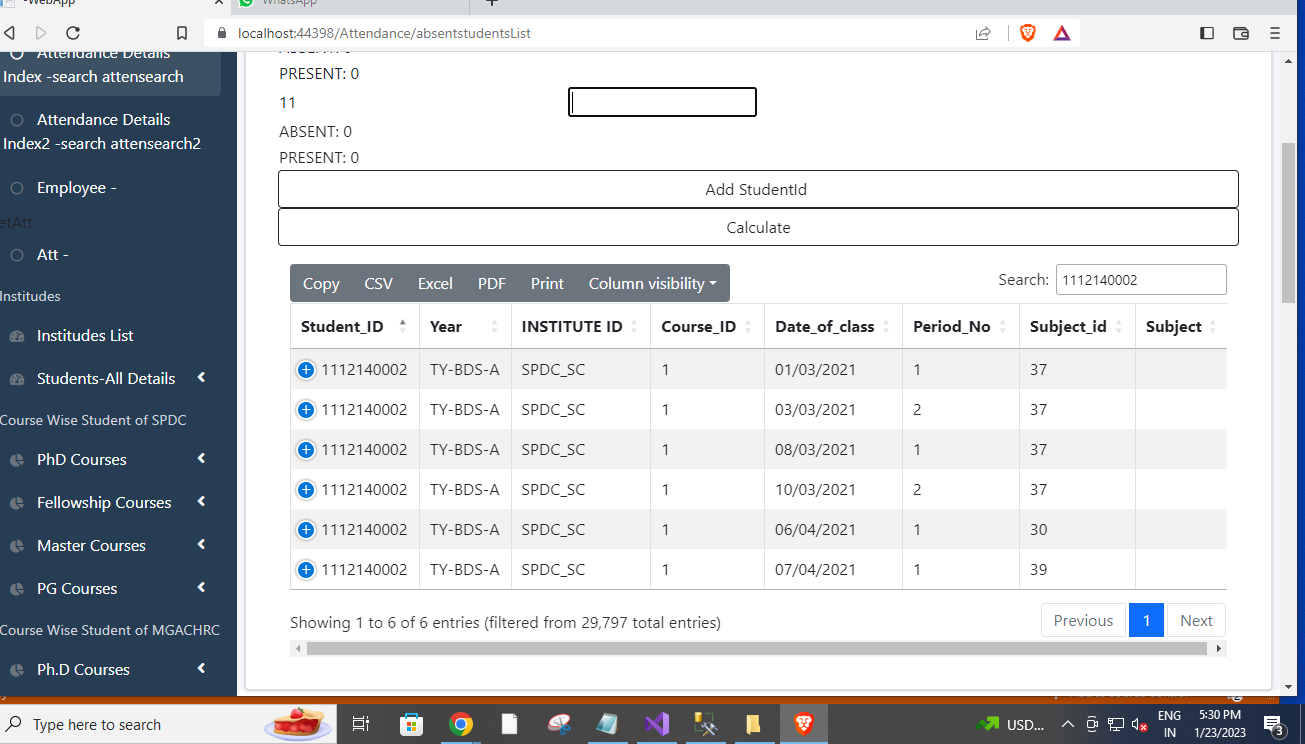 -WebApp
WhatsApp
localhost:44398/Attendance/absentstudentsList
Attendance Details
Index -search attensearch
Attendance Details
Index2 -search attensearch2
Employee -
etAtt
Att -
Institudes
Institudes List
Students-All Details
Course Wise Student of SPDC
PhD Courses
Fellowship Courses
Master Courses
PG Courses
Course Wise Student of MGACHRC
Ph.D Courses
ABSENT: 0
PRESENT: 0
11
ABSENT: 0
PRESENT: 0
Add StudentId
Calculate
Copy CSV Excel PDF Print Column visibility
Search: 1112140002
Student_ID Year INSTITUTE ID Course_ID Date_of_class Period_No Subject_id Subject
1112140002 TY-BDS-A SPDC_SC 1 01/03/2021 1 37
1112140002 TY-BDS-A SPDC_SC 1 03/03/2021 2 37
1112140002 TY-BDS-A SPDC_SC 1 08/03/2021 1 37
1112140002 TY-BDS-A SPDC_SC 1 10/03/2021 2 37
1112140002 TY-BDS-A SPDC_SC 1 06/04/2021 1 30
1112140002 TY-BDS-A SPDC_SC 1 07/04/2021 1 39
Showing 1 to 6 of 6 entries (filtered from 29,797 total entries)
Previous 1 Next
Type here to search
USD...
ENG
IN
5:30 PM
1/23/2023
3